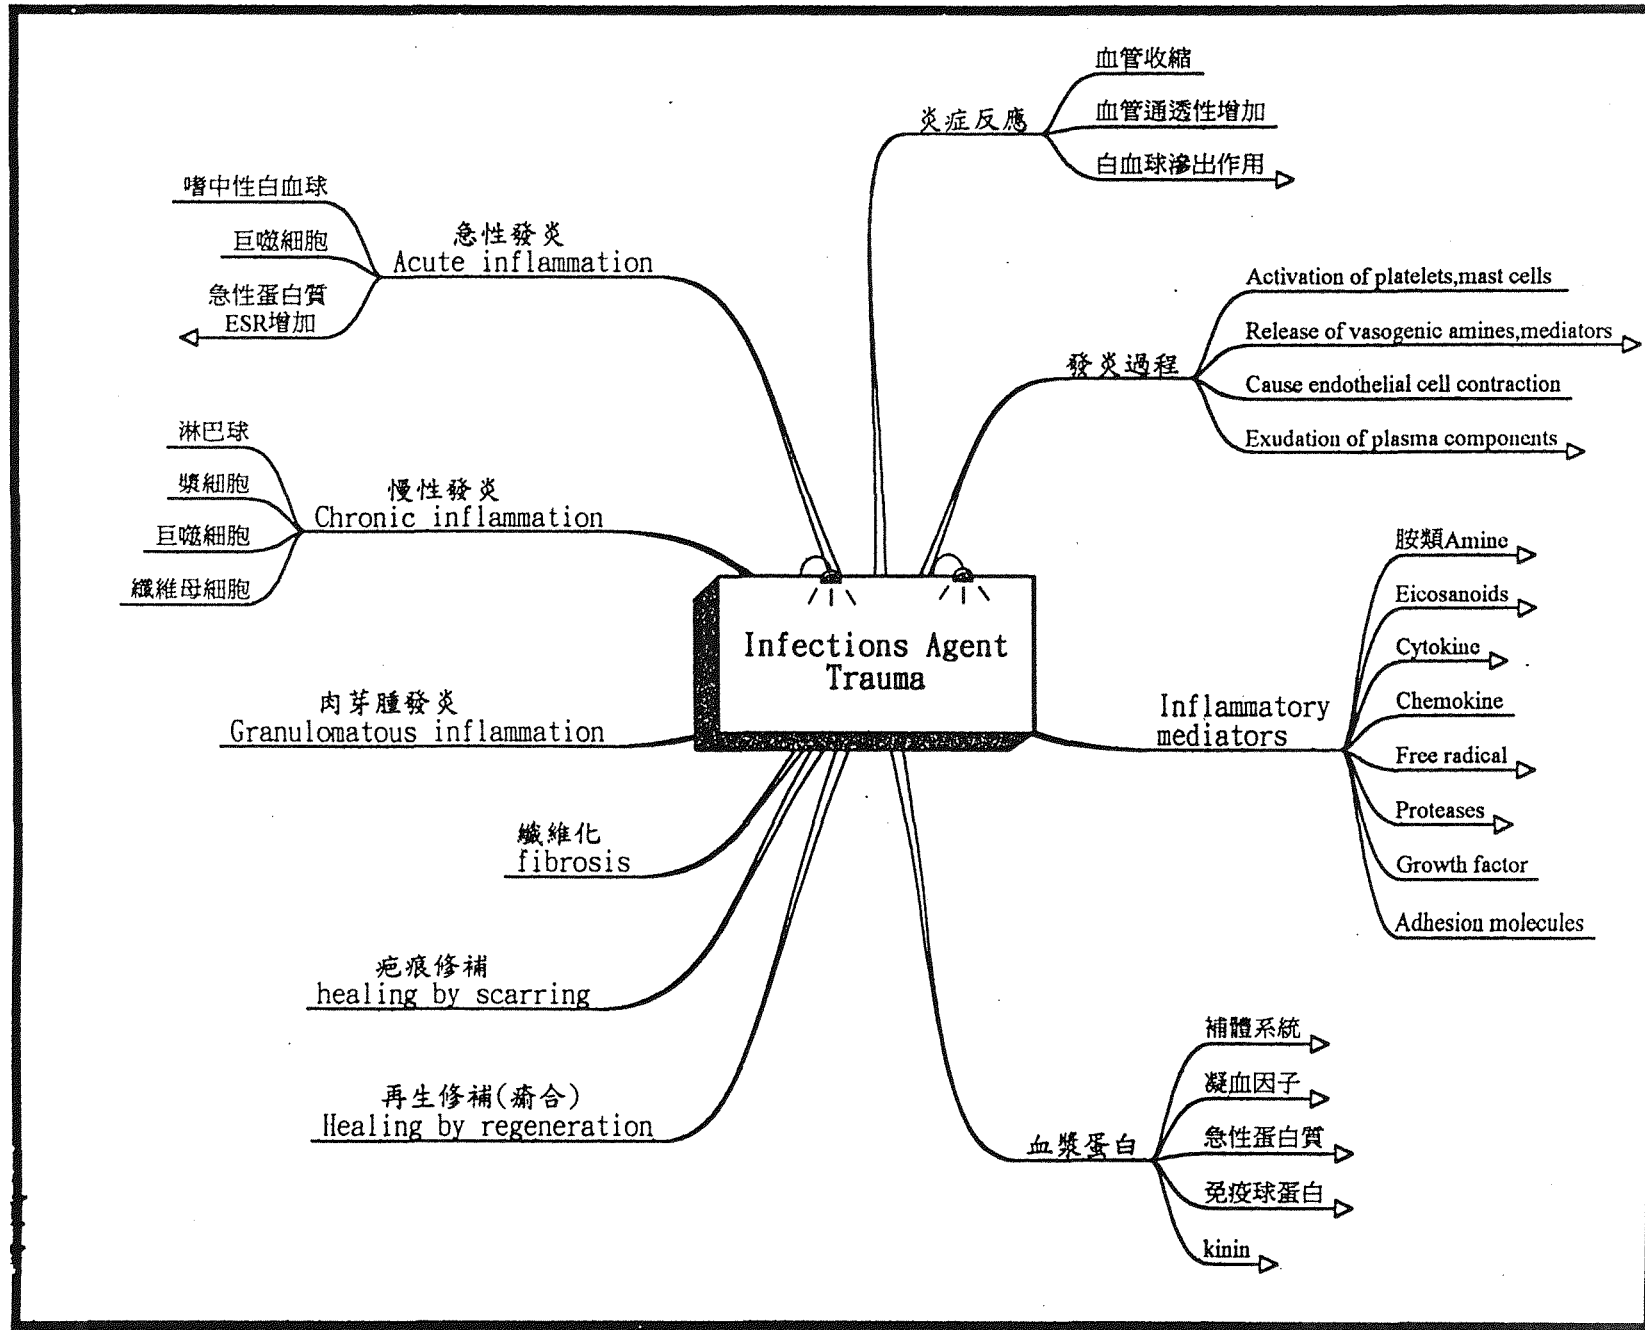 Infections Agent
Trauma
炎症反應
血管收縮
血管通透性增加
白血球滲出作用
發炎過程
Activation of platelets,mast cells
Release of vasogenic amines,mediators
Cause endothelial cell contraction
Exudation of plasma components
Inflammatory
mediators
胺類Amine
Eicosanoids
Cytokine
Chemokine
Free radical
Proteases
Growth factor
Adhesion molecules
血漿蛋白
補體系統
凝血因子
急性蛋白質
免疫球蛋白
kinin
急性發炎
Acute inflammation
嗜中性白血球
巨噬細胞
急性蛋白質
ESR增加
慢性發炎
Chronic inflammation
淋巴球
漿細胞
巨噬細胞
纖維母細胞
肉芽腫發炎
Granulomatous inflammation
纖維化
fibrosis
疤痕修補
healing by scarring
再生修補(癒合)
Healing by regeneration